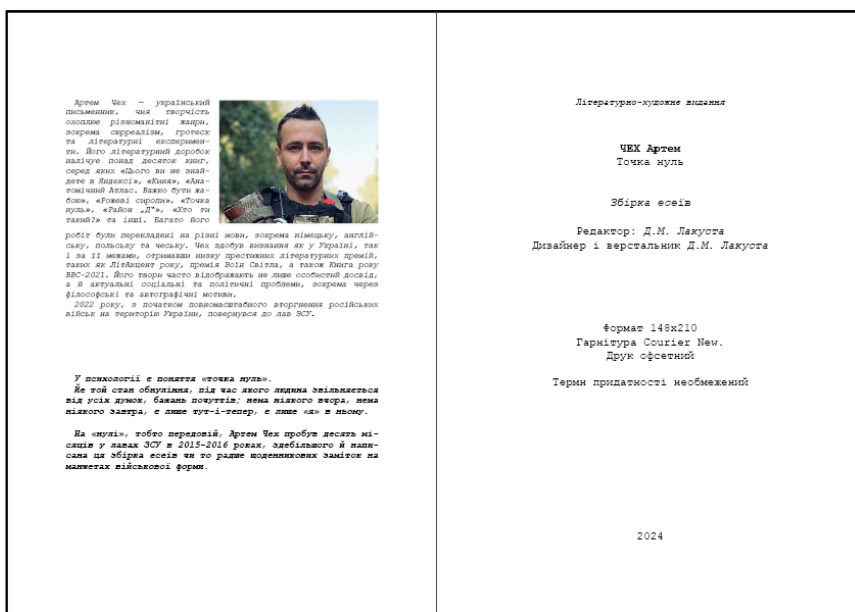 Артем Чех — український
письменник, чия творчість
охоплює різноманітні жанри,
зокрема сюрреалізм, гротеск
та літературні експеримен-
ти. Його літературний доробок
налічує понад десяток книг,
серед яких «Цього ви не знай-
дете в Яндексі», «Киня», «Ана-
томічний Атлас. Важко бути жа-
бою», «Рожеві сиропи», «Точка
нуль», «Район „Д"», «Хто ти
такий?» та інші. Багато його
робіт були перекладені на різні мови, зокрема німецьку, англій-
ську, польську та чеську. Чех здобув визнання як у Україні, так
і за її межами, отримавши низку престижних літературних премій,
таких як ЛітАкцент року, премія Воїн Світла, а також Книга року
BBC-2021. Його твори часто відображають не лише особистий досвід,
а й актуальні соціальні та політичні проблеми, зокрема через
філософські та автографічні мотиви.
2022 року, з початком повномасштабного вторгнення російських
військ на територію України, повернувся до лав ЗСУ.
У психології є поняття «точка нуль».
Йе той стан обнуління, під час якого людина звільняється
від усіх думок, бажань почуттів; нема ніякого вчора, нема
ніякого завтра, є лише тут-і-тепер, є лише «я» в ньому.
На «нулі», тобто передовій, Артем Чех пробув десять мі-
сяців у лавах ЗСУ в 2015-2016 роках, здебільшого й напи-
сана ця збірка есеїв чи то радше щоденникових заміток на
манжетах військової форми.
Літературно-художнє видання
ЧЕХ Артем
Точка нуль
Збірка есеїв
Редактор: Д.М. Лакуста
Дизайнер і верстальник Д.М. Лакуста
Формат 148x210
Гарнітура Courier New.
Друк офсетний
Термн придатності необмежений
2024